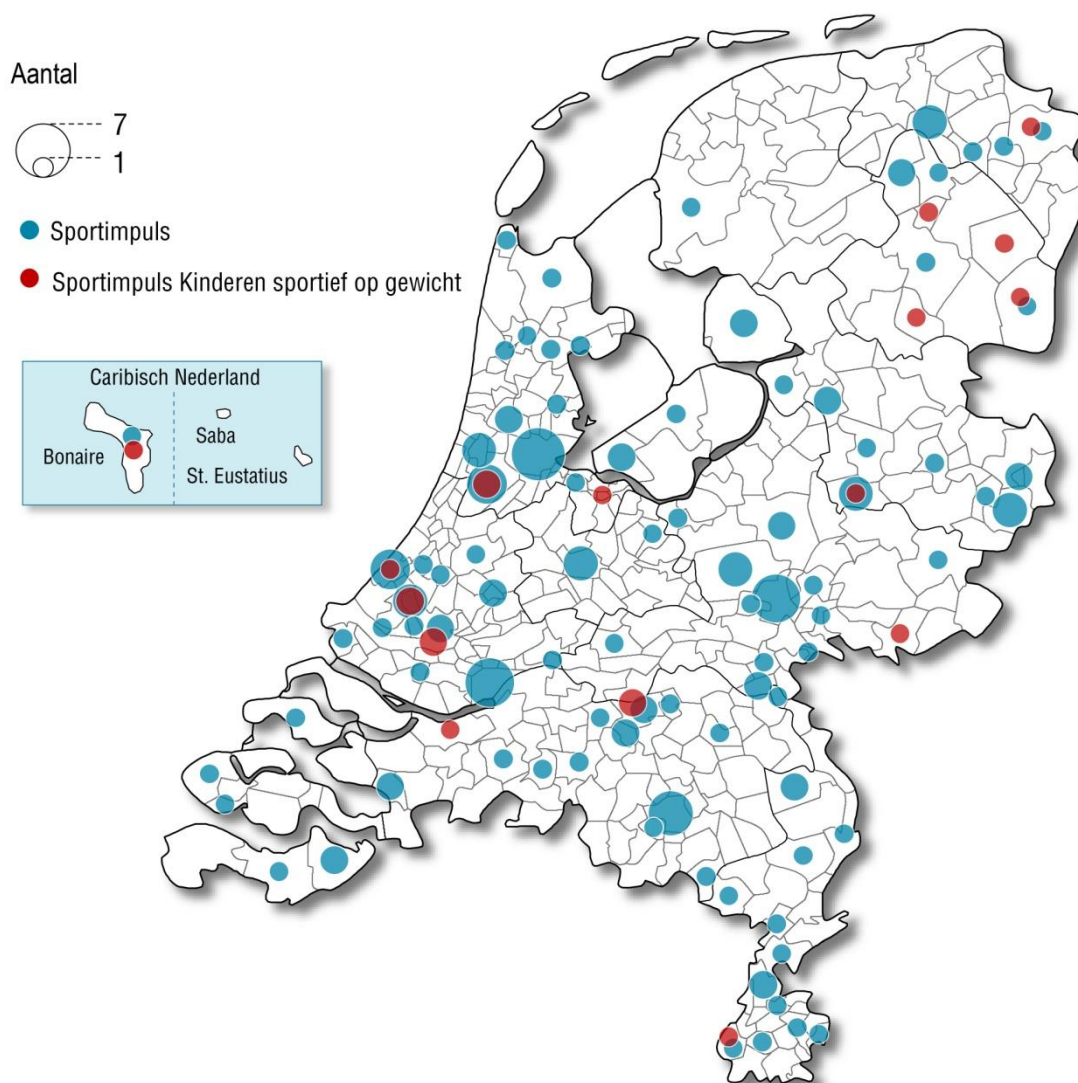 Aantal
7
1
Sportimpuls
Sportimpuls Kinderen sportief op gewicht
Caribisch Nederland
Saba
Bonaire
St. Eustatius